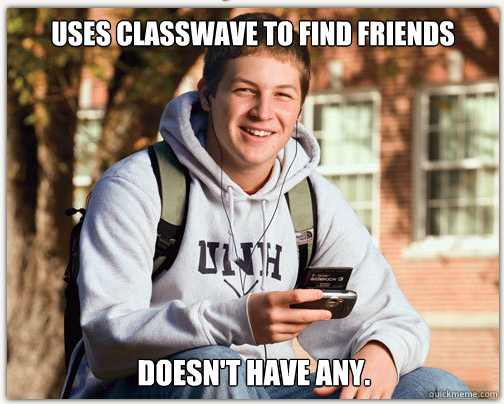 USES CLASSWAVE TO FIND FRIENDS
UNH
DOESN'T HAVE ANY.
quickmeme.com